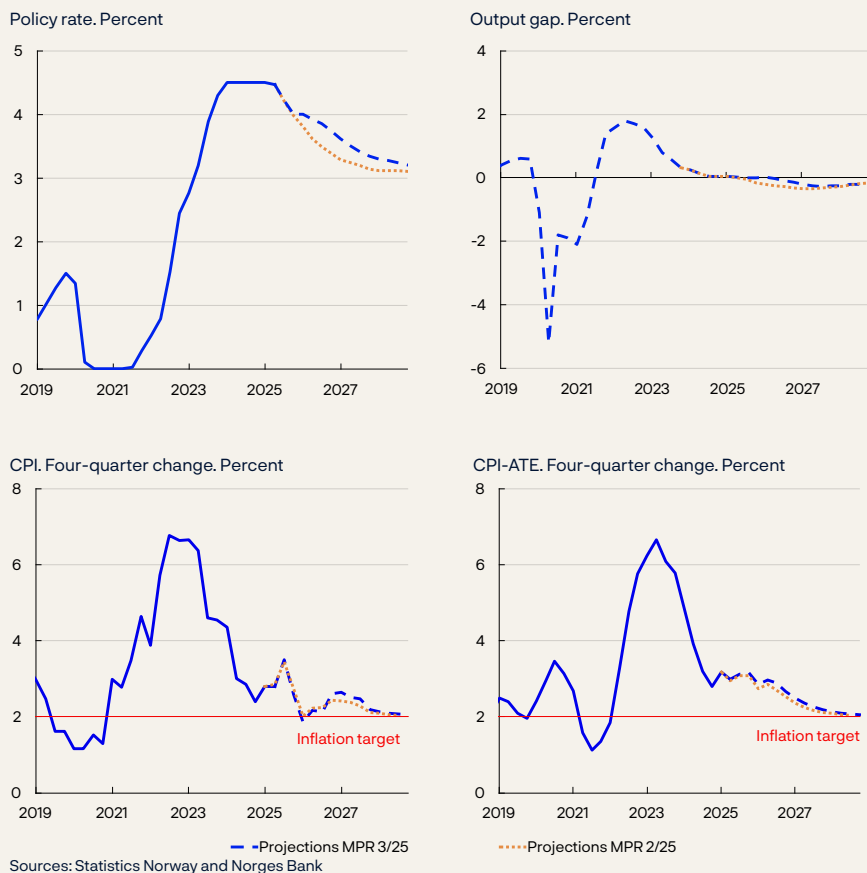 Policy rate. Percent
5
4
3
2
1
0
2019 2021 2023 2025 2027
Output gap. Percent
4
2
0
-2
-4
-6
2019 2021 2023 2025 2027
CPI. Four-quarter change. Percent
8
6
4
2
0
Inflation target
2019 2021 2023 2025 2027
CPI-ATE. Four-quarter change. Percent
8
6
4
2
0
Inflation target
2019 2021 2023 2025 2027
Projections MPR 3/25
Projections MPR 2/25
Sources: Statistics Norway and Norges Bank